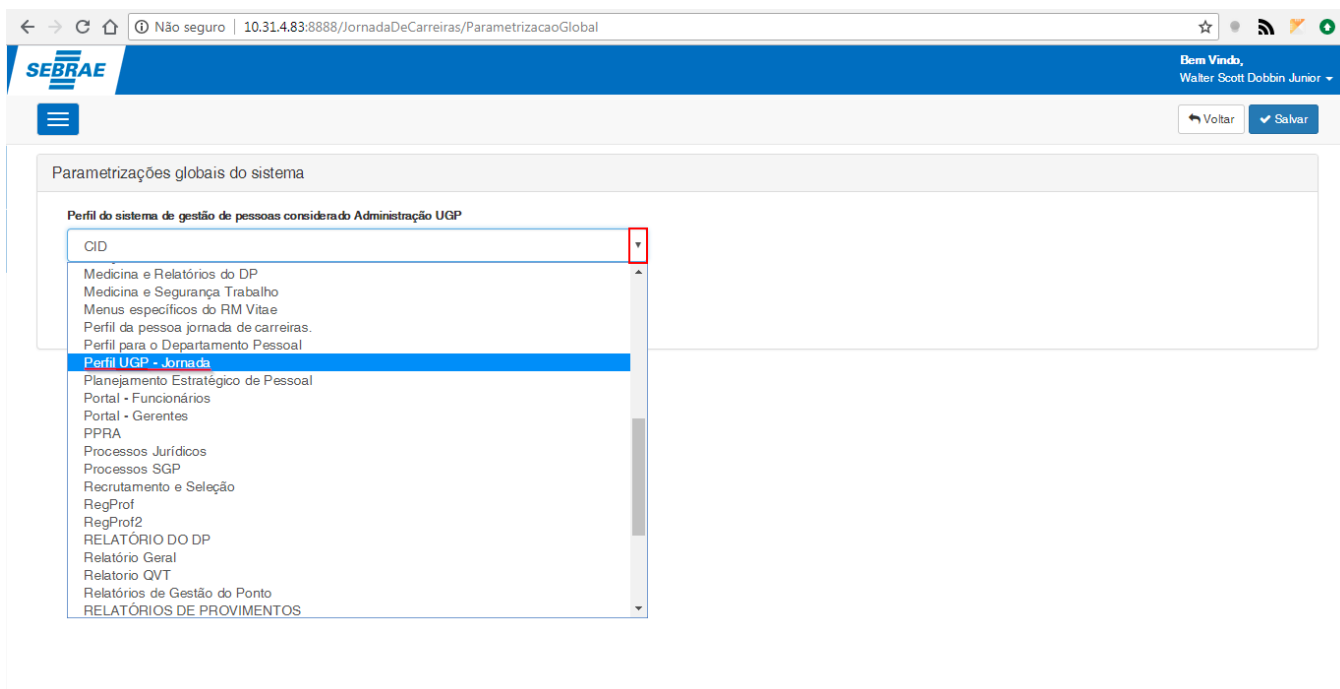 Não seguro | 10.31.4.83:8888/JornadaDeCarreiras/ParametrizacaoGlobal
SEBRAE
Bem Vindo,
Walter Scott Dobbin Junior
Voltar
Salvar
Parametrizações globais do sistema
Perfil do sistema de gestão de pessoas considerado Administração UGP
CID
Medicina e Relatórios do DP
Medicina e Segurança Trabalho
Menus específicos do RM Vitae
Perfil da pessoa jornada de carreiras.
Perfil para o Departamento Pessoal
Perfil UGP - Jornada
Planejamento Estratégico de Pessoal
Portal - Funcionários
Portal - Gerentes
PPRA
Processos Jurídicos
Processos SGP
Recrutamento e Seleção
RegProf
RegProf2
RELATÓRIO DO DP
Relatório Geral
Relatorio QVT
Relatórios de Gestão do Ponto
RELATÓRIOS DE PROVIMENTOS